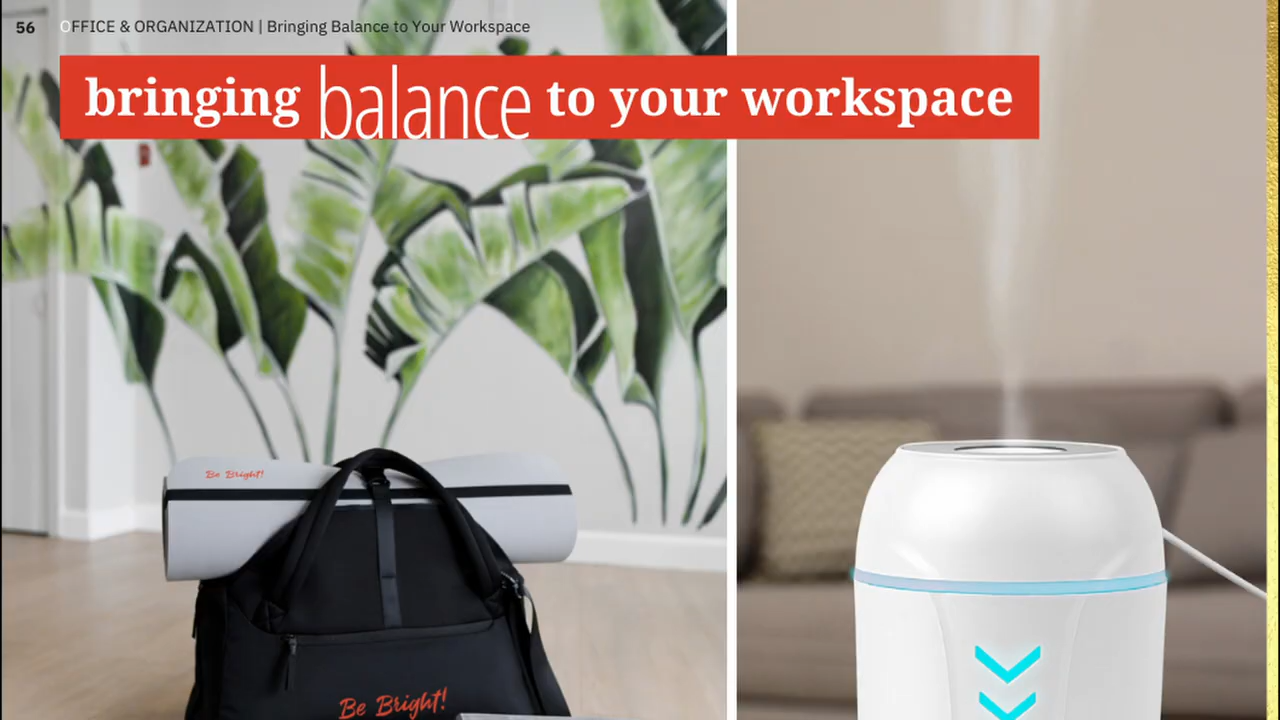 56
OFFICE & ORGANIZATION | Bringing Balance to Your Workspace
bringing balance to your workspace
Be Bright!
Be Bright!